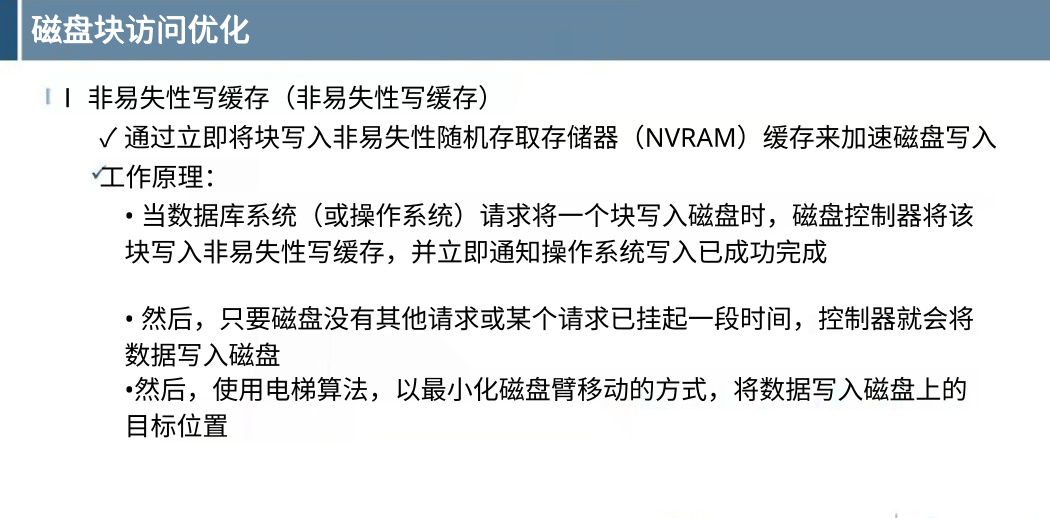 磁盘块访问优化
l 非易失性写缓存（非易失性写缓存）
✓ 通过立即将块写入非易失性随机存取存储器（NVRAM）缓存来加速磁盘写入
✓工作原理：
• 当数据库系统（或操作系统）请求将一个块写入磁盘时，磁盘控制器将该
块写入非易失性写缓存，并立即通知操作系统写入已成功完成
• 然后，只要磁盘没有其他请求或某个请求已挂起一段时间，控制器就会将
数据写入磁盘
•然后，使用电梯算法，以最小化磁盘臂移动的方式，将数据写入磁盘上的
目标位置